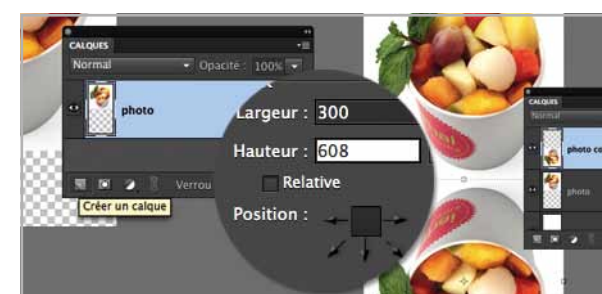 CALQUES
Normal
Opacité : 100%
photo
Verrou
Créer un calque
Largeur : 300
Hauteur : 608
Relative
Position :
CALQUES
Normal
photo co
photo